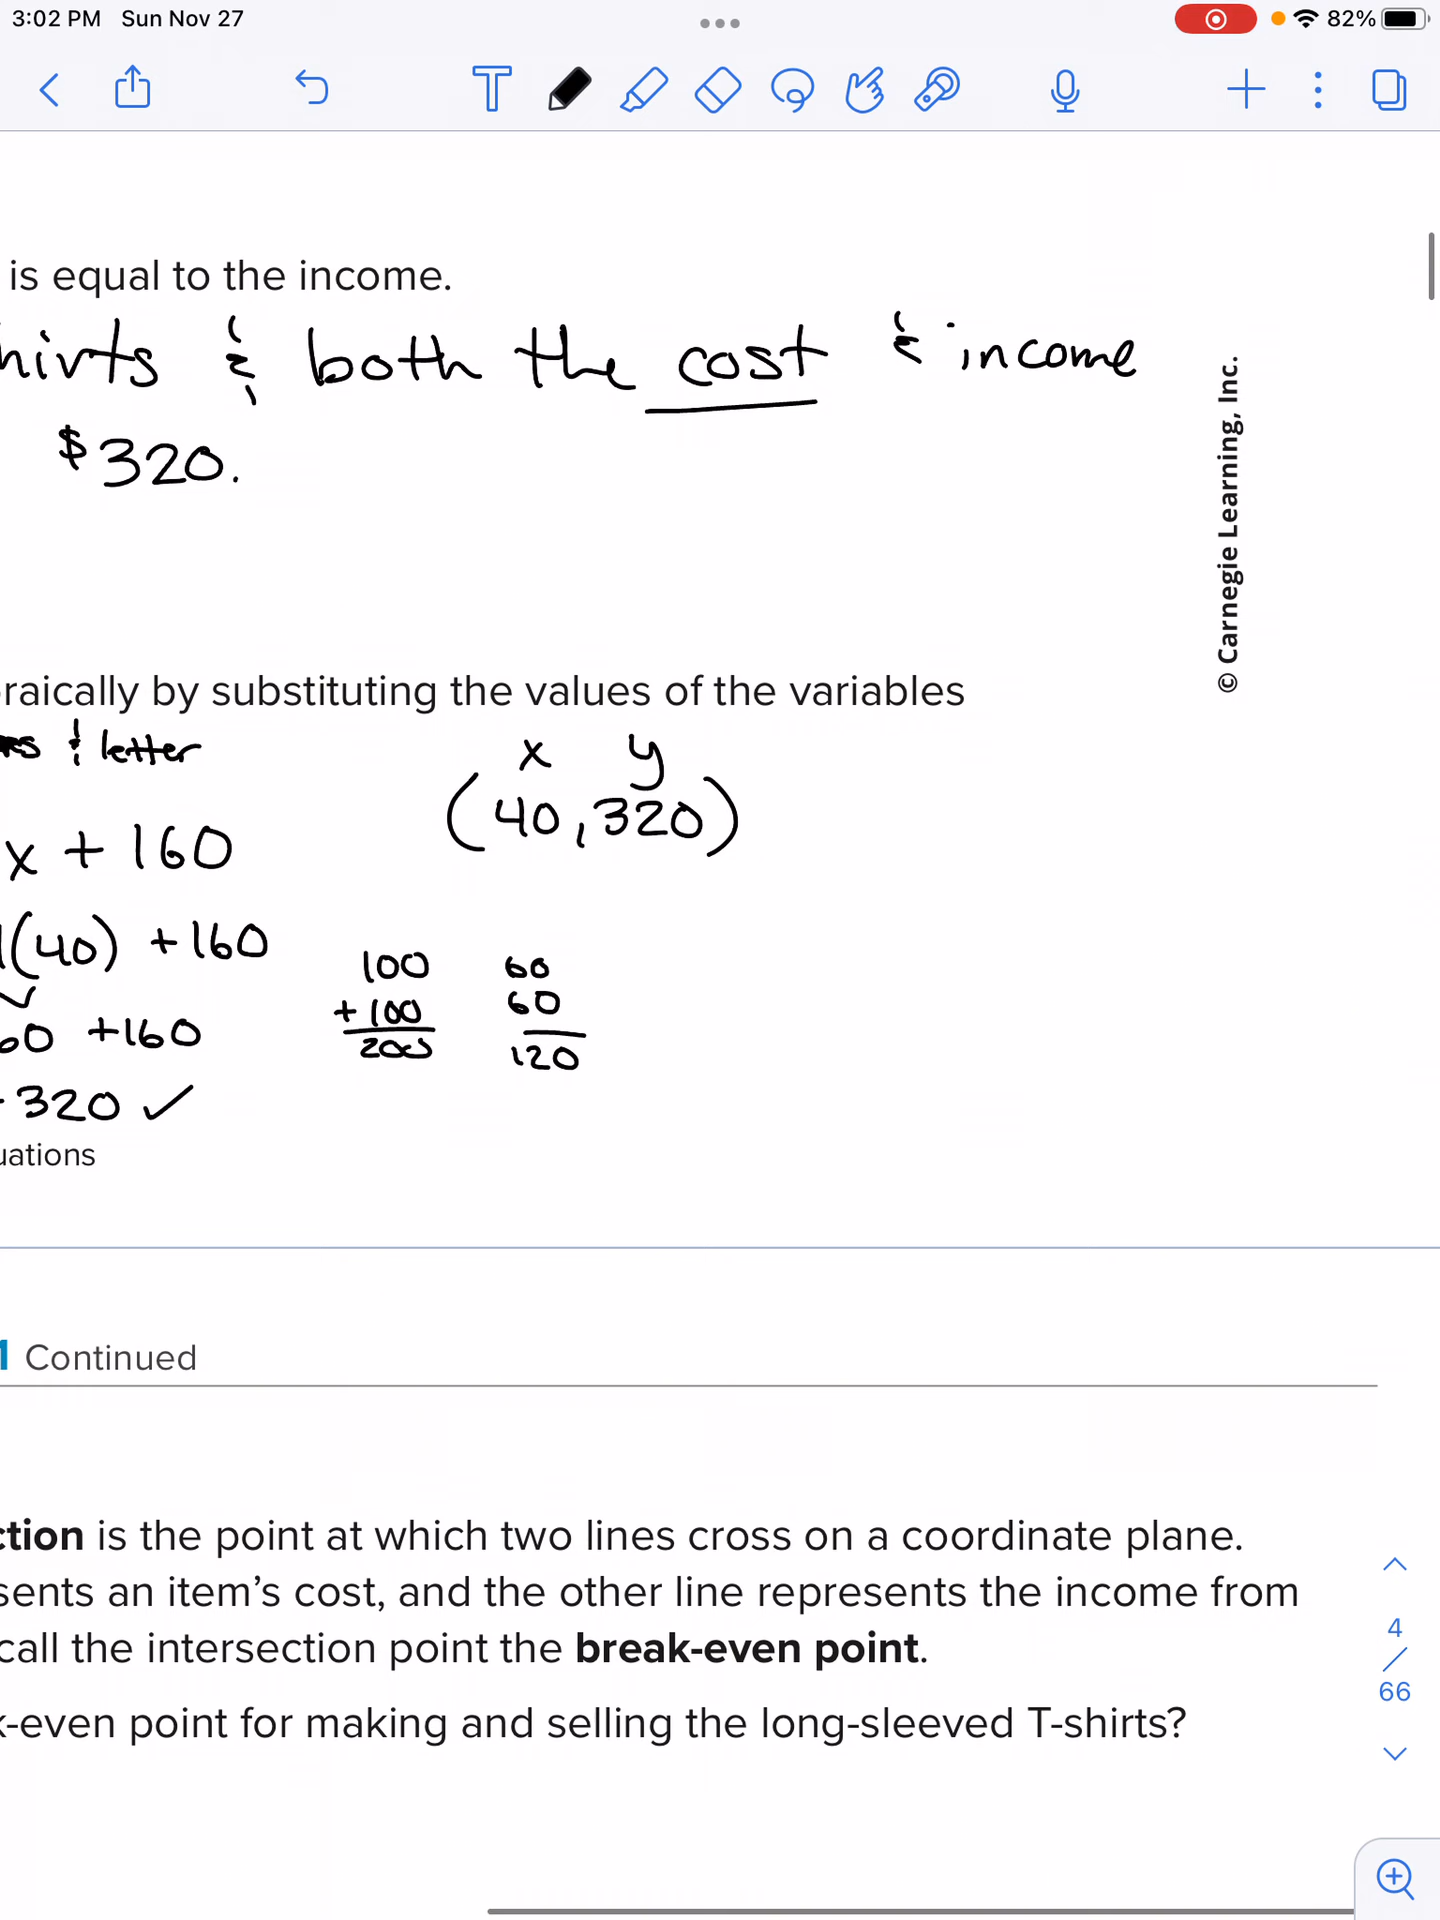 3:02 PM Sun Nov 27
82%
is equal to the income.
hirts & both the cost & income
$320.
© Carnegie Learning, Inc.
raically by substituting the values of the variables
& letter
x y
(40,320)
x + 160
(40) +160
100 60
+100 60
60 +160
200 120
320 ✓
uations
1 Continued
ction is the point at which two lines cross on a coordinate plane.
sents an item’s cost, and the other line represents the income from
call the intersection point the break-even point.
4
/
66
k-even point for making and selling the long-sleeved T-shirts?